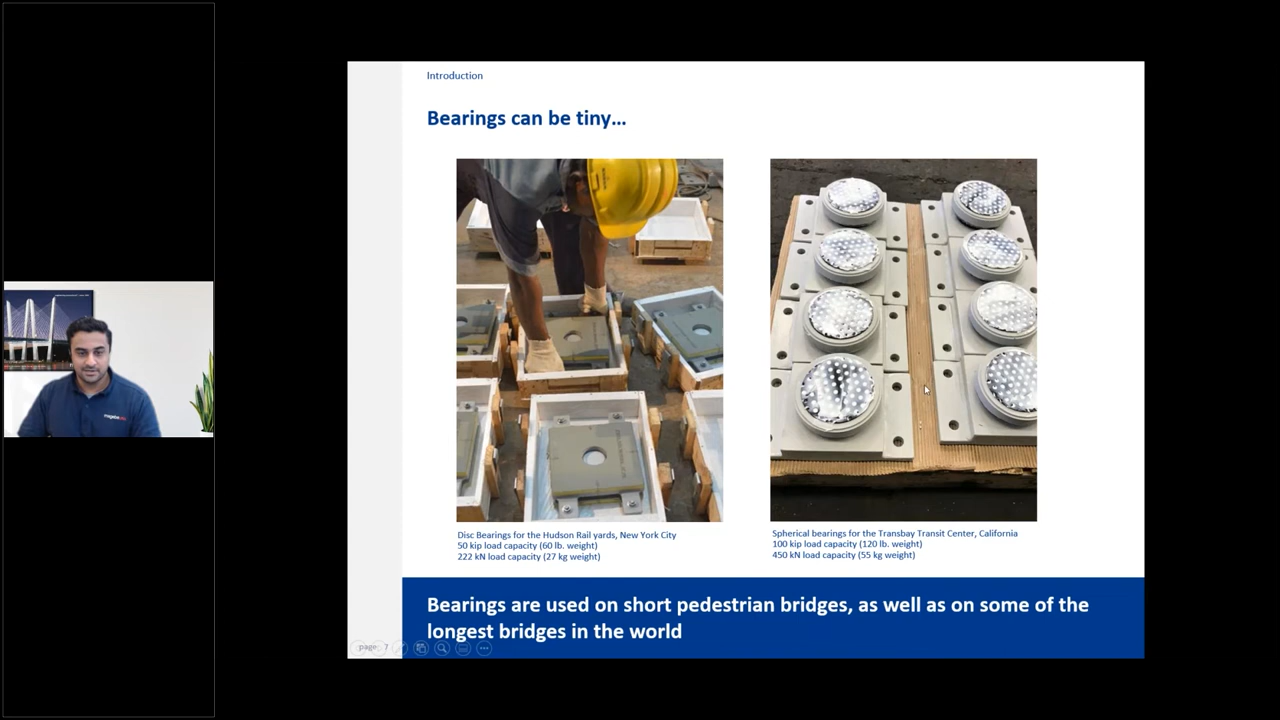 Introduction
Bearings can be tiny...
Disc Bearings for the Hudson Rail yards, New York City
50 kip load capacity (60 lb. weight)
222 kN load capacity (27 kg weight)
Spherical bearings for the Transbay Transit Center, California
100 kip load capacity (120 lb. weight)
450 kN load capacity (55 kg weight)
Bearings are used on short pedestrian bridges, as well as on some of the
longest bridges in the world
page 7
mageba